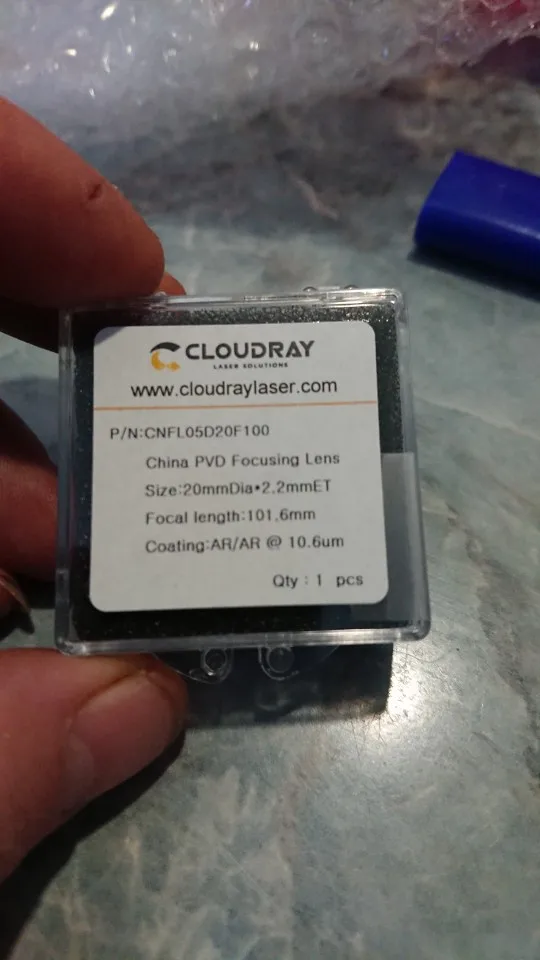 CLOUDRAY
LASER SOLUTIONS
www.cloudraylaser.com
P/N:CNFL05D20F100
China PVD Focusing Lens
Size:20mmDia*2.2mmET
Focal length:101.6mm
Coating:AR/AR @ 10.6um
Qty : 1 pcs